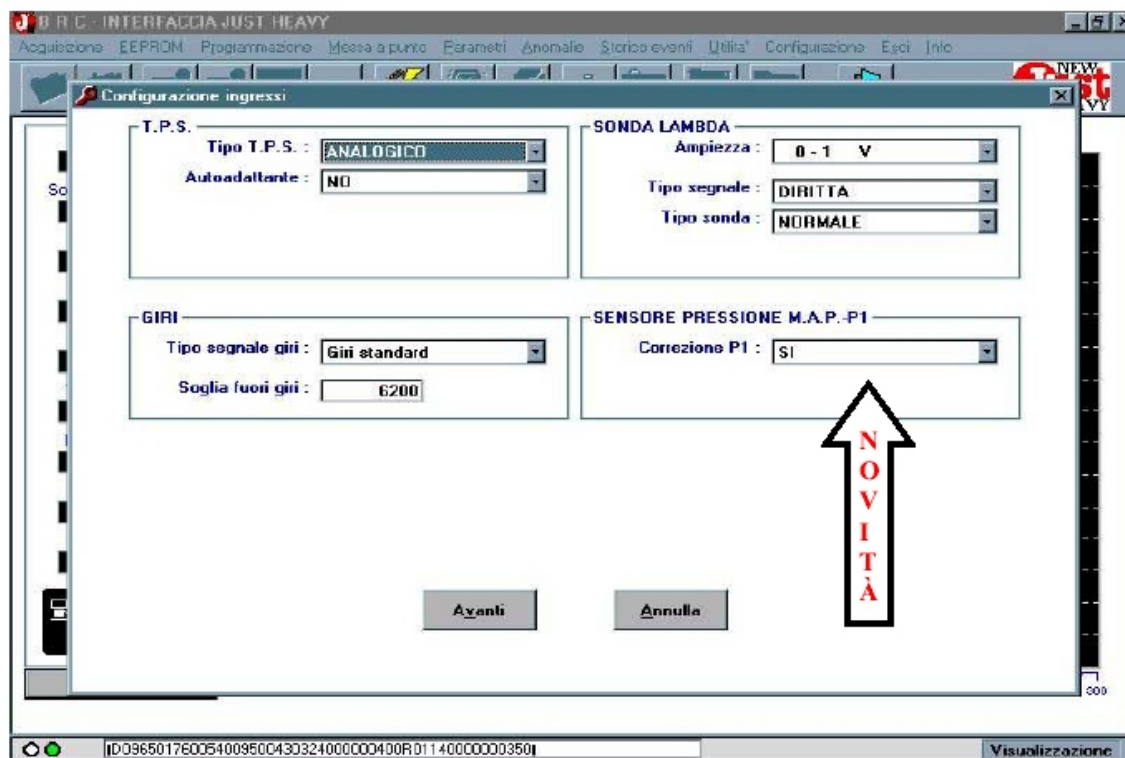 B R C - INTERFACCIA JUST HEAVY
Acquisizione EEPROM Programmazione Messa a punto Parametri Anomalie Storico eventi Utilita' Configurazione Esci Info
NEW
Configurazione ingressi
T.P.S.
Tipo T.P.S. : ANALOGICO
Autoadattante : NO
SONDA LAMBDA
Ampiezza : 0 - 1 V
Tipo segnale : DIRITTA
Tipo sonda : NORMALE
GIRI
Tipo segnale giri : Giri standard
Soglia fuori giri : 6200
SENSORE PRESSIONE M.A.P.-P1
Correzione P1 : SI
NOVITÀ
Avanti
Annulla
Visualizzazione